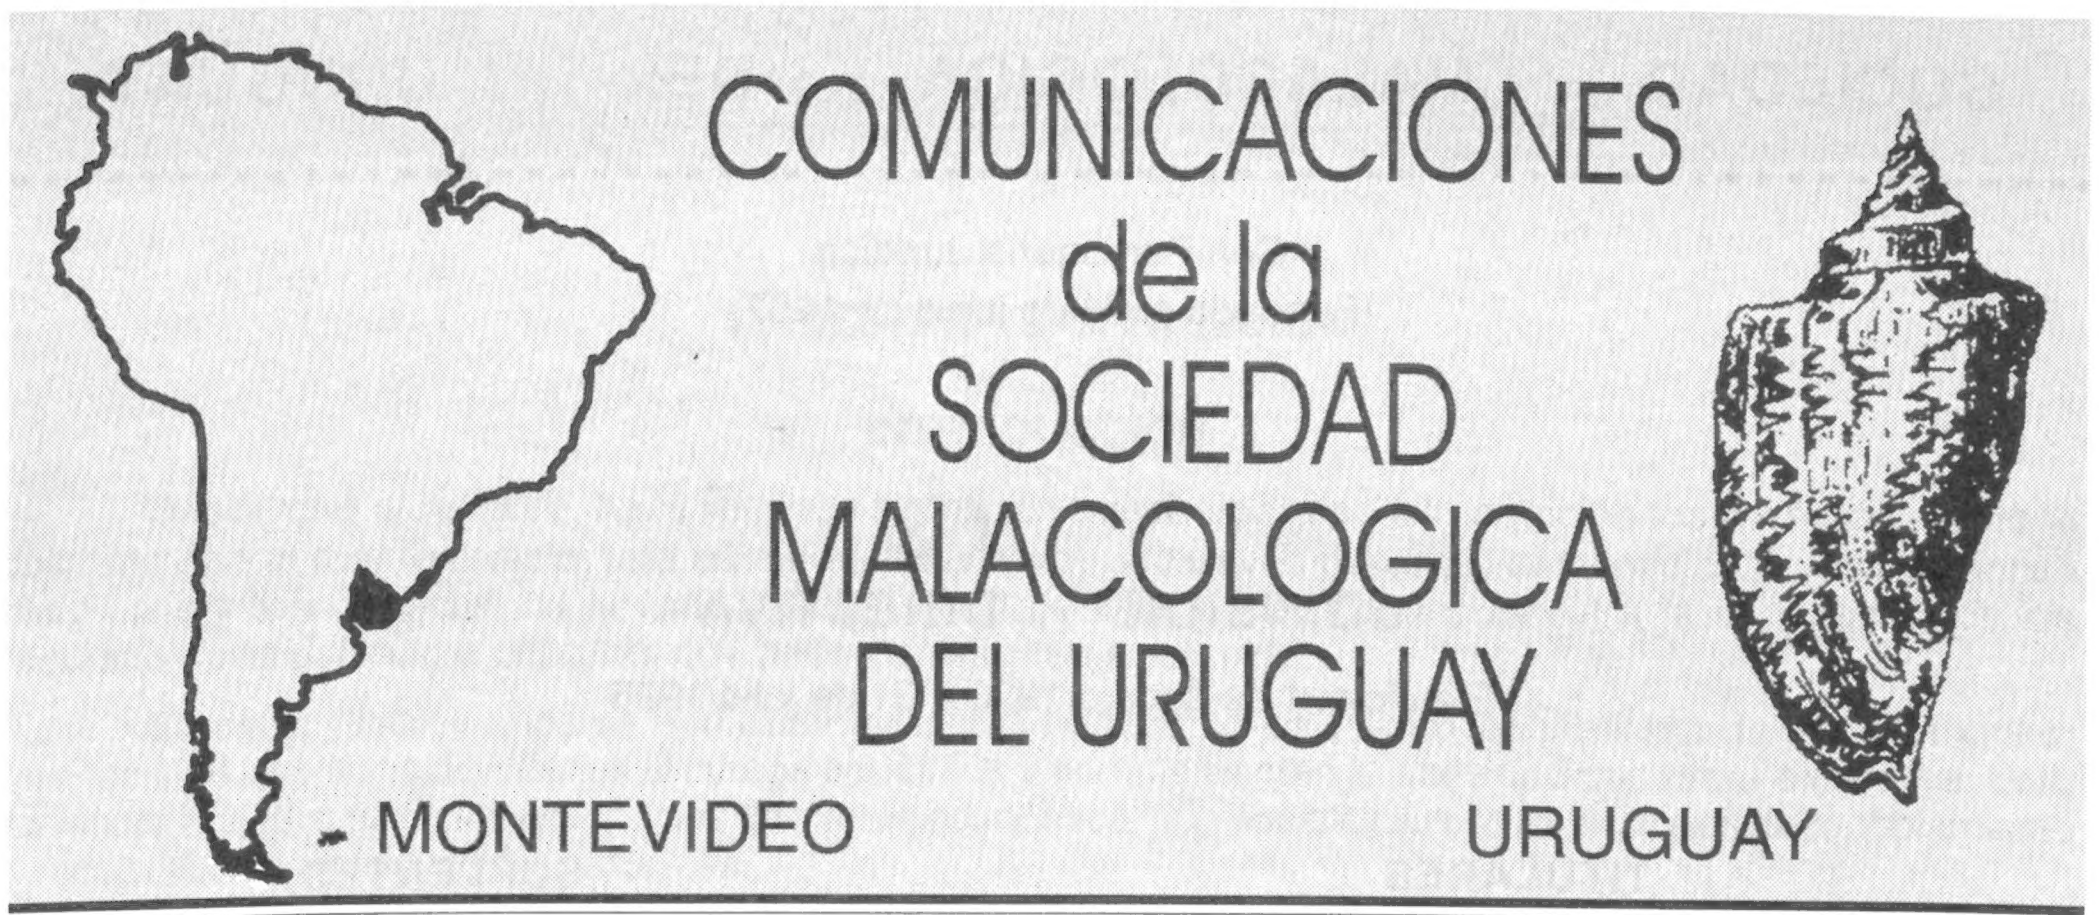 COMUNICACIONES
de la
SOCIEDAD
MALACOLOGICA
DEL URUGUAY
MONTEVIDEO
URUGUAY